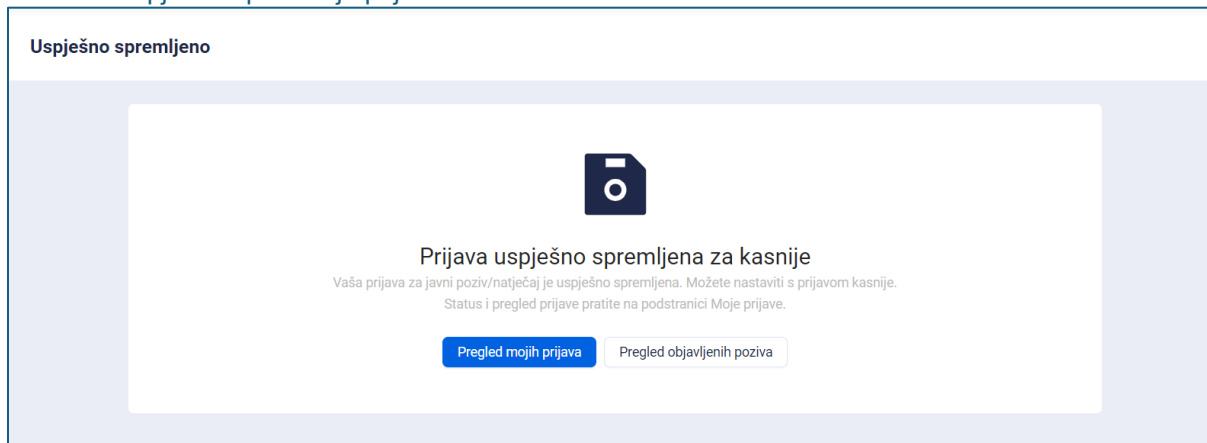 Uspješno spremljeno
Prijava uspješno spremljena za kasnije
Vaša prijava za javni poziv/natječaj je uspješno spremljena. Možete nastaviti s prijavom kasnije.
Status i pregled prijave pratite na podstranici Moje prijave.
Pregled mojih prijava
Pregled objavljenih poziva